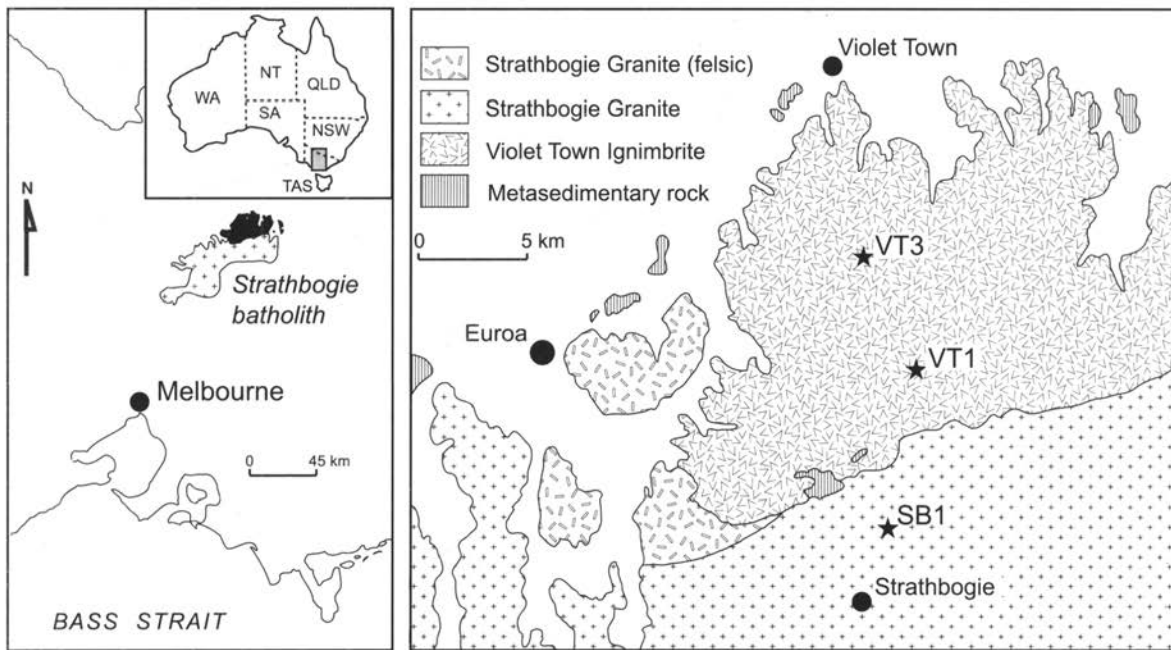 WA
NT
QLD
SA
NSW
TAS
N
Strathbogie
batholith
Melbourne
0 45 km
BASS STRAIT
Strathbogie Granite (felsic)
Strathbogie Granite
Violet Town Ignimbrite
Metasedimentary rock
0 5 km
Violet Town
VT3
Euroa
VT1
SB1
Strathbogie